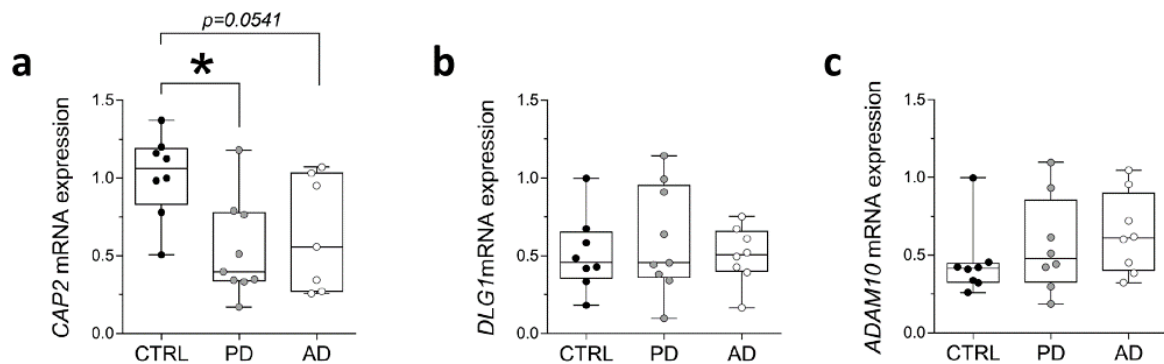 p=0.0541
a
*
CAP2 mRNA expression
1.5
1.0
0.5
0.0
CTRL PD AD
b
DLG1mRNA expression
1.5
1.0
0.5
0.0
CTRL PD AD
c
ADAM10 mRNA expression
1.5
1.0
0.5
0.0
CTRL PD AD